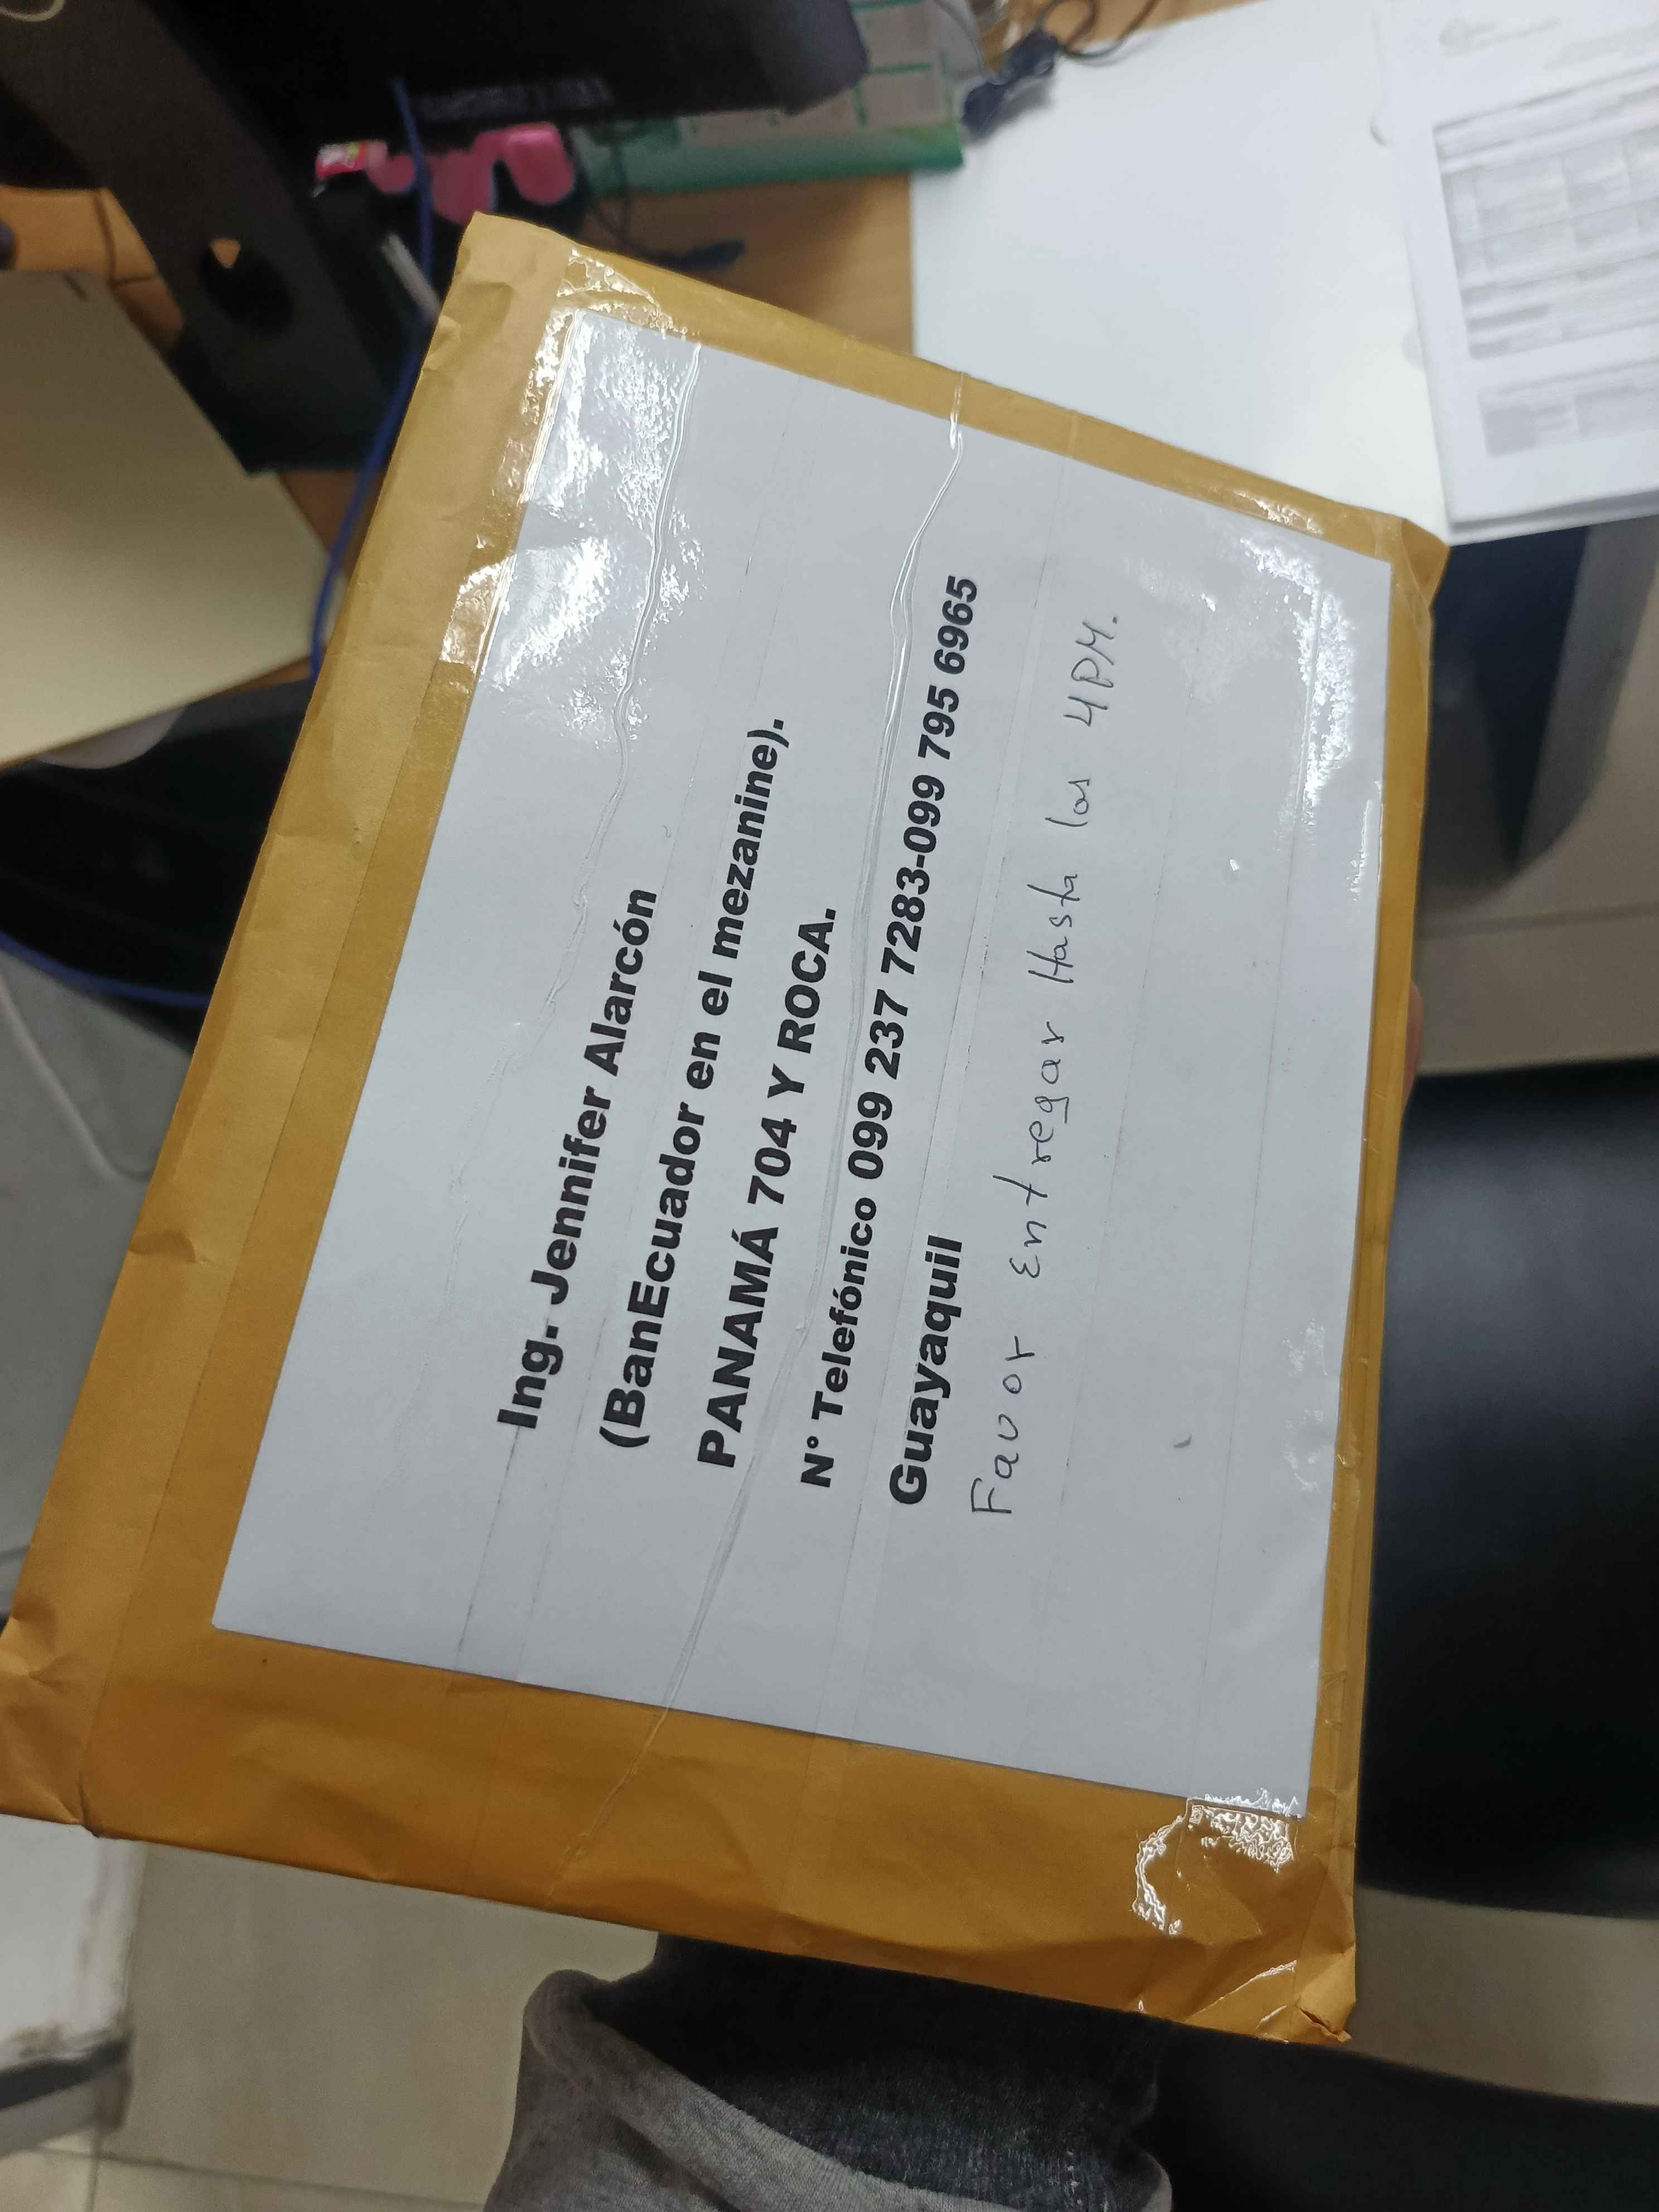 Ing. Jennifer Alarcón
(BanEcuador en el mezanine).
PANAMÁ 704 Y ROCA.
N° Telefónico 099 237 7283-099 795 6965
Guayaquil
Favor Entregar Hasta las 4PM.